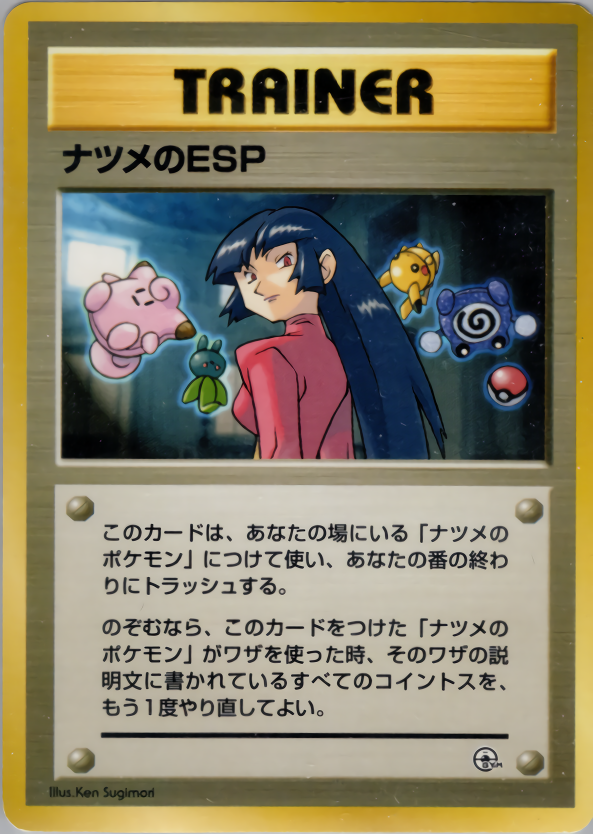 TRAINER
ナツメのESP
このカードは、あなたの場にいる「ナツメの
ポケモン」につけて使い、あなたの番の終わ
りにトラッシュする。
のぞむなら、このカードをつけた「ナツメの
ポケモン」がワザを使った時、そのワザの説
明文に書かれているすべてのコイントスを、
もう1度やり直してよい。
GYM
Illus.Ken Sugimori